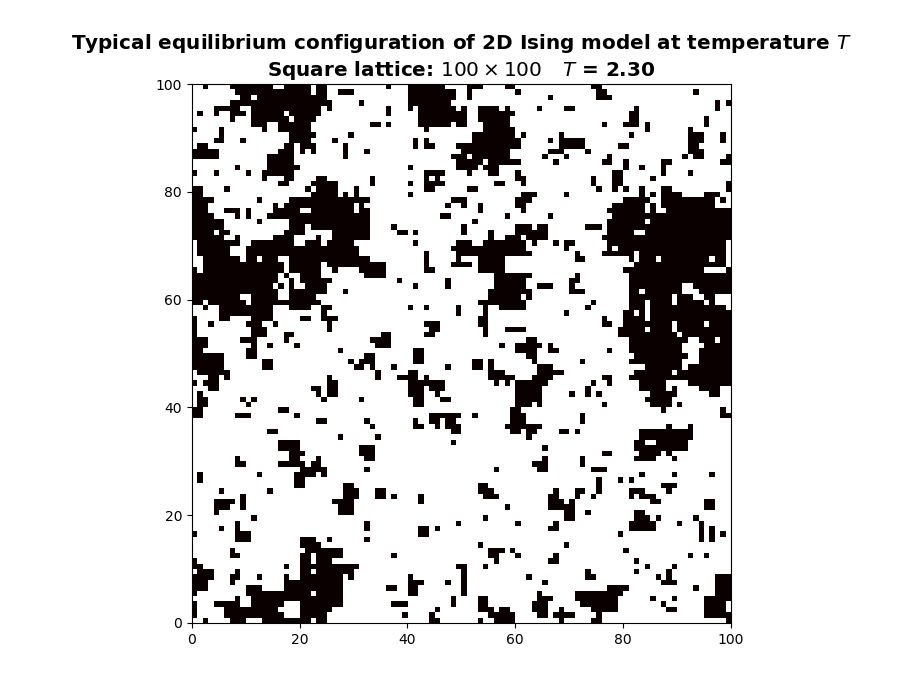 Typical equilibrium configuration of 2D Ising model at temperature T
Square lattice: 100 × 100 T = 2.30
100
80
60
40
20
0
0 20 40 60 80 100